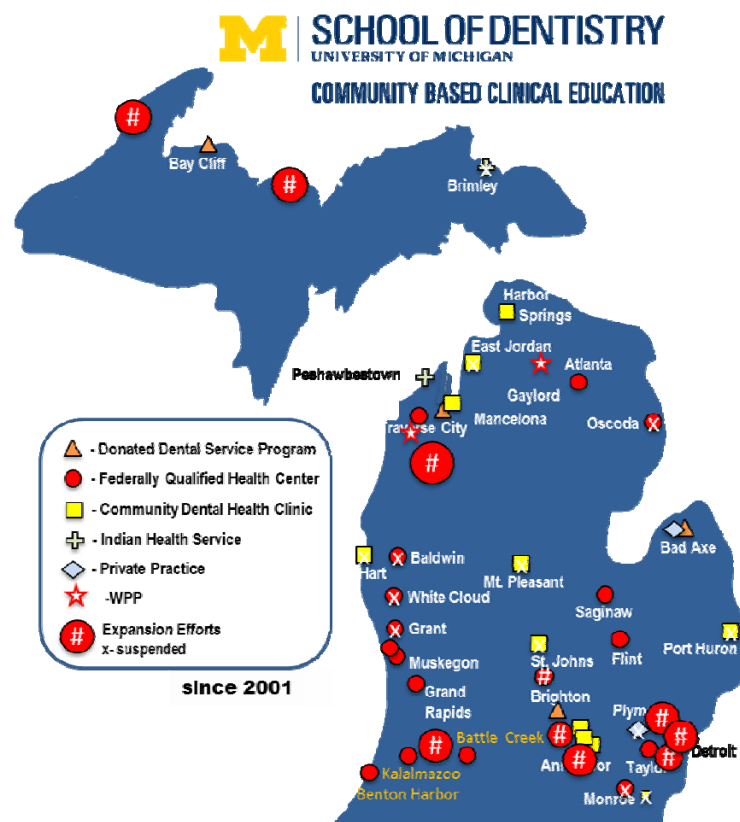 M
SCHOOL OF DENTISTRY
UNIVERSITY OF MICHIGAN
COMMUNITY BASED CLINICAL EDUCATION
#
Bay Cliff
#
Brimley
Harbor
Springs
East Jordan
Peshawbestown
Atlanta
Gaylord
Mancelona
Traverse City
Oscoda
#
- Donated Dental Service Program
- Federally Qualified Health Center
- Community Dental Health Clinic
- Indian Health Service
- Private Practice
-WPP
# Expansion Efforts
x- suspended
since 2001
Bad Axe
Hart
X
X Baldwin
X
Mt. Pleasant
X White Cloud
Saginaw
X Grant
X
St. Johns
Flint
X
Port Huron
Muskegon
#
Grand
Rapids
Brighton
Plym
#
#
Battle Creek
#
#
Detroit
Kalalmazoo
#
Taylor
#
Benton Harbor
X
Monroe
X